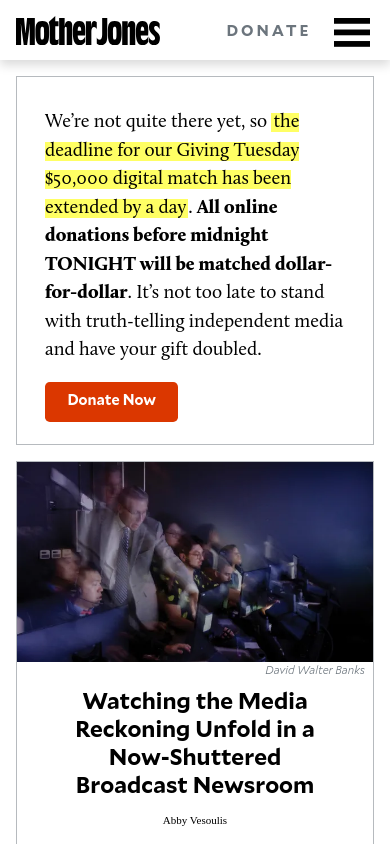 Mother Jones
DONATE
We’re not quite there yet, so the
deadline for our Giving Tuesday
$50,000 digital match has been
extended by a day. All online
donations before midnight
TONIGHT will be matched dollar-
for-dollar. It’s not too late to stand
with truth-telling independent media
and have your gift doubled.
Donate Now
David Walter Banks
Watching the Media
Reckoning Unfold in a
Now-Shuttered
Broadcast Newsroom
Abby Vesoulis